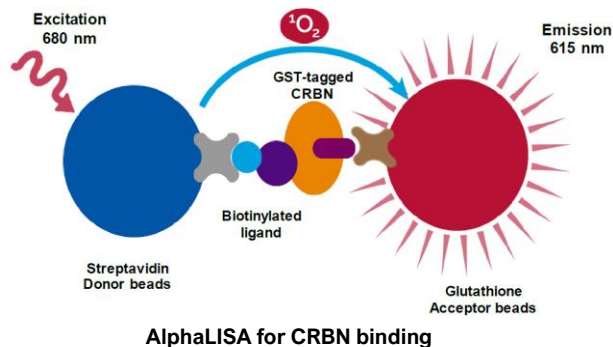 Excitation
680 nm
¹O₂
Emission
615 nm
GST-tagged
CRBN
Biotinylated
ligand
Streptavidin
Donor beads
Glutathione
Acceptor beads
AlphaLISA for CRBN binding